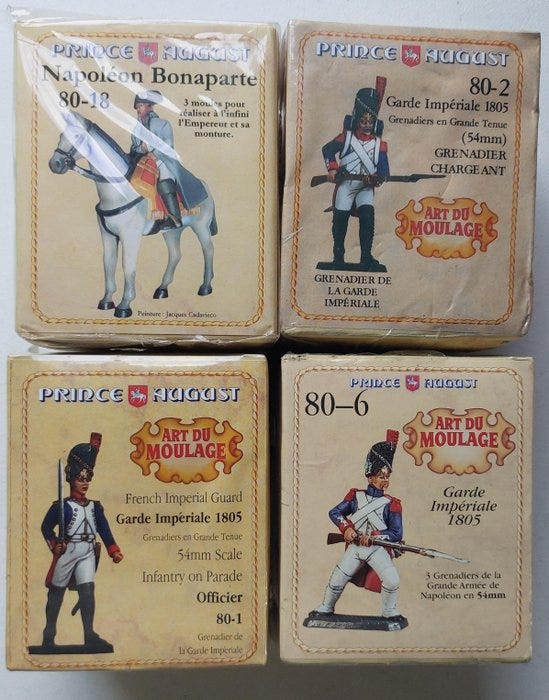 PRINCE AUGUST
Napoléon Bonaparte
80-18
3 moules pour
réaliser à l'infini
l'Empereur et sa
monture.
Peinture : Jacques Cadavieco
PRINCE AUGUST
80-2
Garde Impériale 1805
Grenadiers en Grande Tenue
(54mm)
GRENADIER
CHARGEANT
ART DU
MOULAGE
GRENADIER DE
LA GARDE
IMPÉRIALE
PRINCE AUGUST
ART DU
MOULAGE
French Imperial Guard
Garde Impériale 1805
Grenadiers en Grande Tenue
54mm Scale
Infantry on Parade
Officier
80-1
Grenadier de
la Garde Impériale
PRINCE AUGUST
80–6
ART DU
MOULAGE
Garde
Impériale
1805
3 Grenadiers de la
Grande Armée de
Napoléon en 54mm